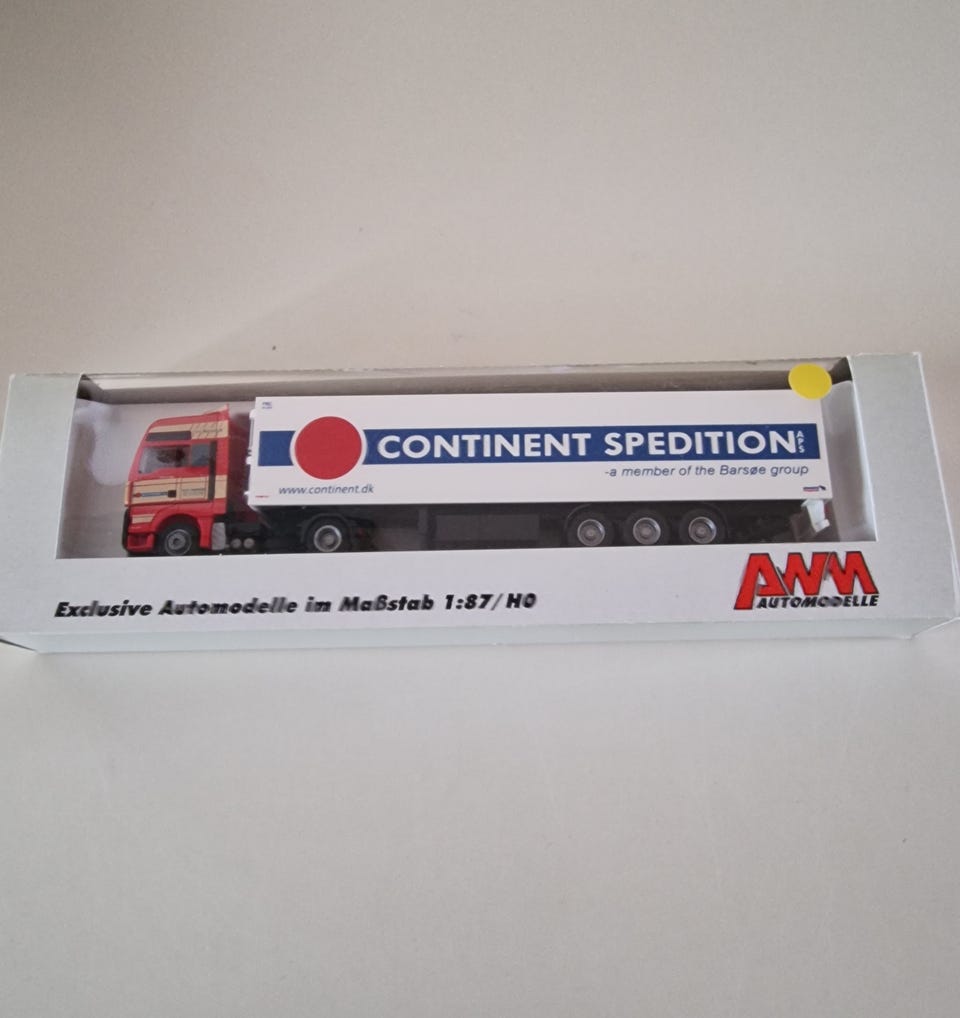 CONTINENT SPEDITION APS
-a member of the Barsøe group
www.continent.dk
Exclusive Automodelle im Maßstab 1:87/H0
AWM
AUTOMODELLE